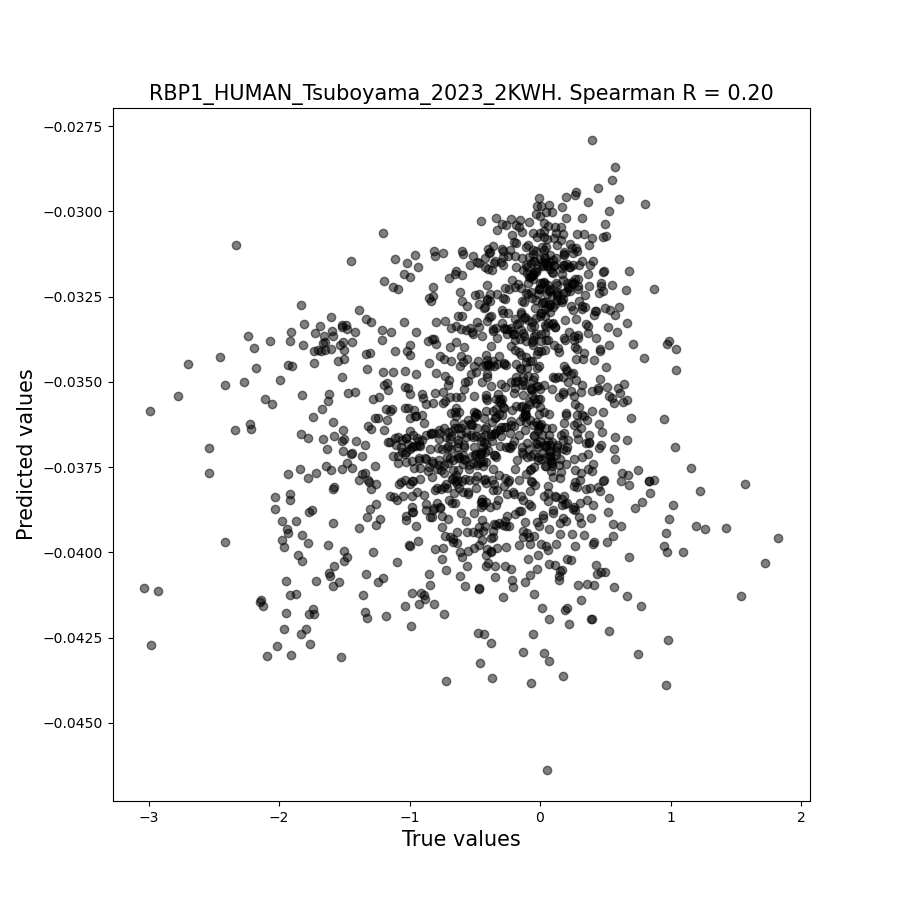 RBP1_HUMAN_Tsuboyama_2023_2KWH. Spearman R = 0.20
Predicted values
−0.0275
−0.0300
−0.0325
−0.0350
−0.0375
−0.0400
−0.0425
−0.0450
−3 −2 −1 0 1 2
True values